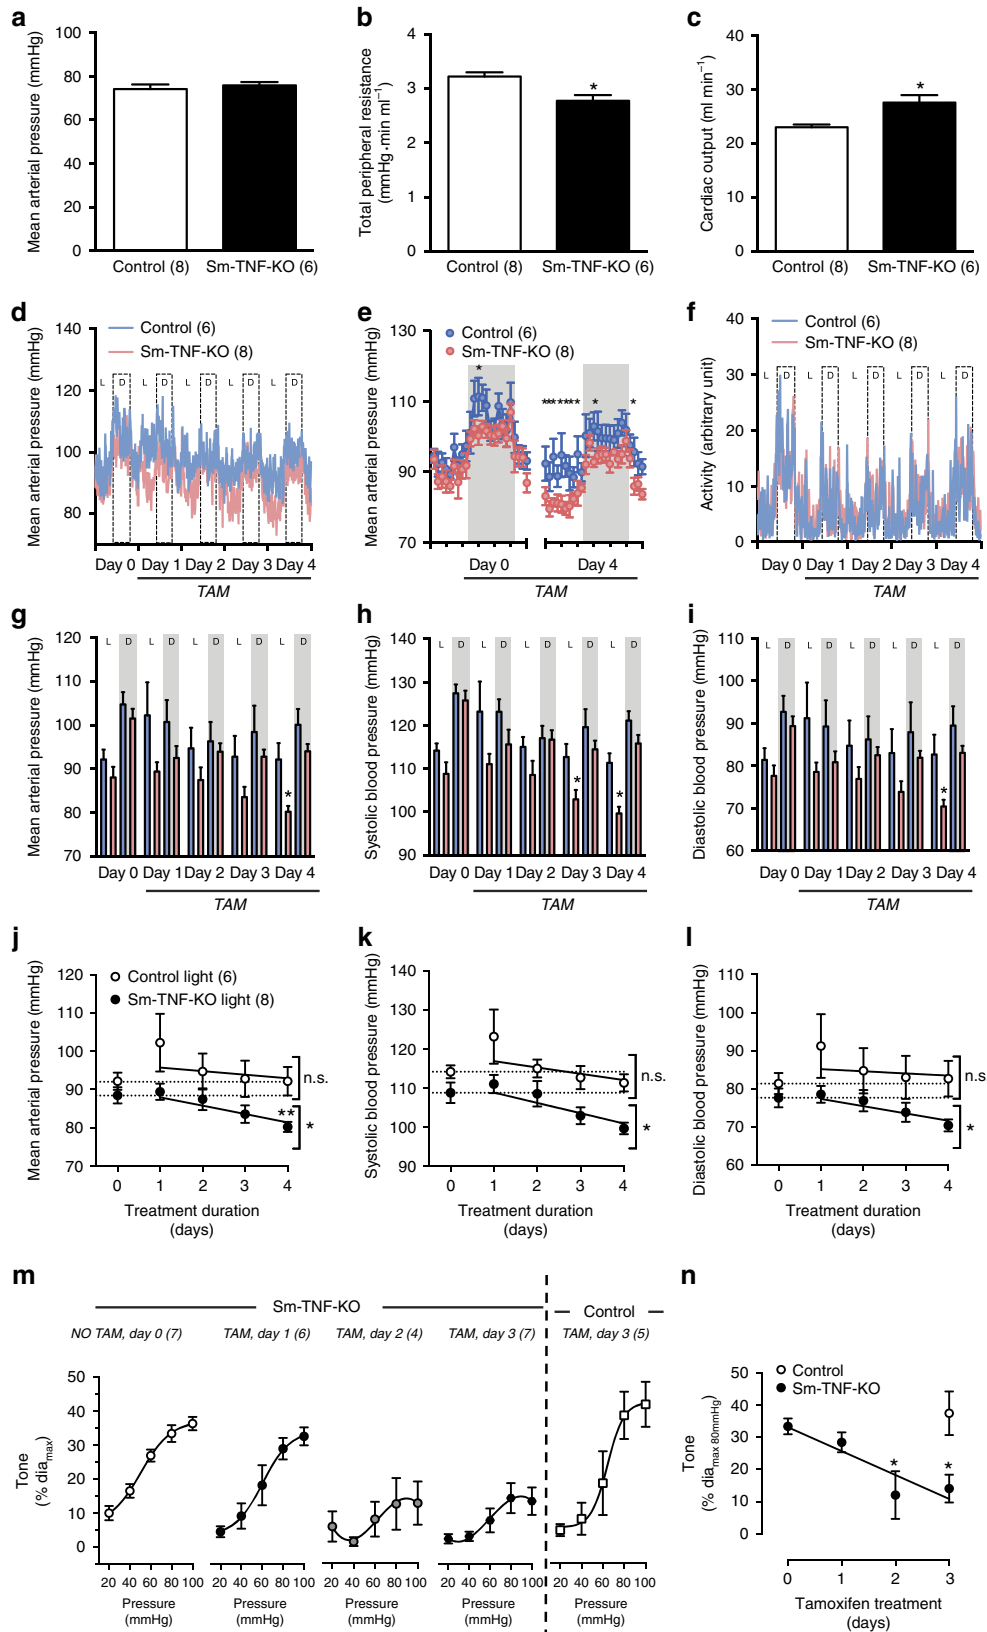 a
Mean arterial pressure (mmHg)
100
80
60
40
20
0
Control (8)
Sm-TNF-KO (6)
b
Total peripheral resistance
(mmHg·min ml⁻¹)
4
3
2
1
0
*
Control (8)
Sm-TNF-KO (6)
c
Cardiac output (ml min⁻¹)
40
30
20
10
0
*
Control (8)
Sm-TNF-KO (6)
d
Mean arterial pressure (mmHg)
140
120
100
80
Control (6)
Sm-TNF-KO (8)
L D L D L D L D L D
Day 0 Day 1 Day 2 Day 3 Day 4
TAM
e
Mean arterial pressure (mmHg)
130
110
90
70
Control (6)
Sm-TNF-KO (8)
*
*******
*
*
Day 0 Day 4
TAM
f
Activity (arbitrary unit)
40
30
20
10
0
Control (6)
Sm-TNF-KO (8)
L D L D L D L D L D
Day 0 Day 1 Day 2 Day 3 Day 4
TAM
g
Mean arterial pressure (mmHg)
120
110
100
90
80
70
L D L D L D L D L D
*
Day 0 Day 1 Day 2 Day 3 Day 4
TAM
h
Systolic blood pressure (mmHg)
140
130
120
110
100
90
L D L D L D L D L D
*
*
Day 0 Day 1 Day 2 Day 3 Day 4
TAM
i
Diastolic blood pressure (mmHg)
110
100
90
80
70
60
L D L D L D L D L D
*
Day 0 Day 1 Day 2 Day 3 Day 4
TAM
j
Mean arterial pressure (mmHg)
120
110
100
90
80
70
Control light (6)
Sm-TNF-KO light (8)
n.s.
**
*
0 1 2 3 4
Treatment duration
(days)
k
Systolic blood pressure (mmHg)
140
130
120
110
100
90
n.s.
*
0 1 2 3 4
Treatment duration
(days)
l
Diastolic blood pressure (mmHg)
110
100
90
80
70
60
n.s
*
0 1 2 3 4
Treatment duration
(days)
m
Sm-TNF-KO
Control
NO TAM, day 0 (7)
TAM, day 1 (6)
TAM, day 2 (4)
TAM, day 3 (7)
TAM, day 3 (5)
Tone
(% dia max)
50
40
30
20
10
0
20 40 60 80 100
20 40 60 80 100
20 40 60 80 100
20 40 60 80 100
20 40 60 80 100
Pressure
(mmHg)
Pressure
(mmHg)
Pressure
(mmHg)
Pressure
(mmHg)
Pressure
(mmHg)
n
Tone
(% dia max 80mmHg)
50
40
30
20
10
0
Control
Sm-TNF-KO
*
*
0 1 2 3
Tamoxifen treatment
(days)